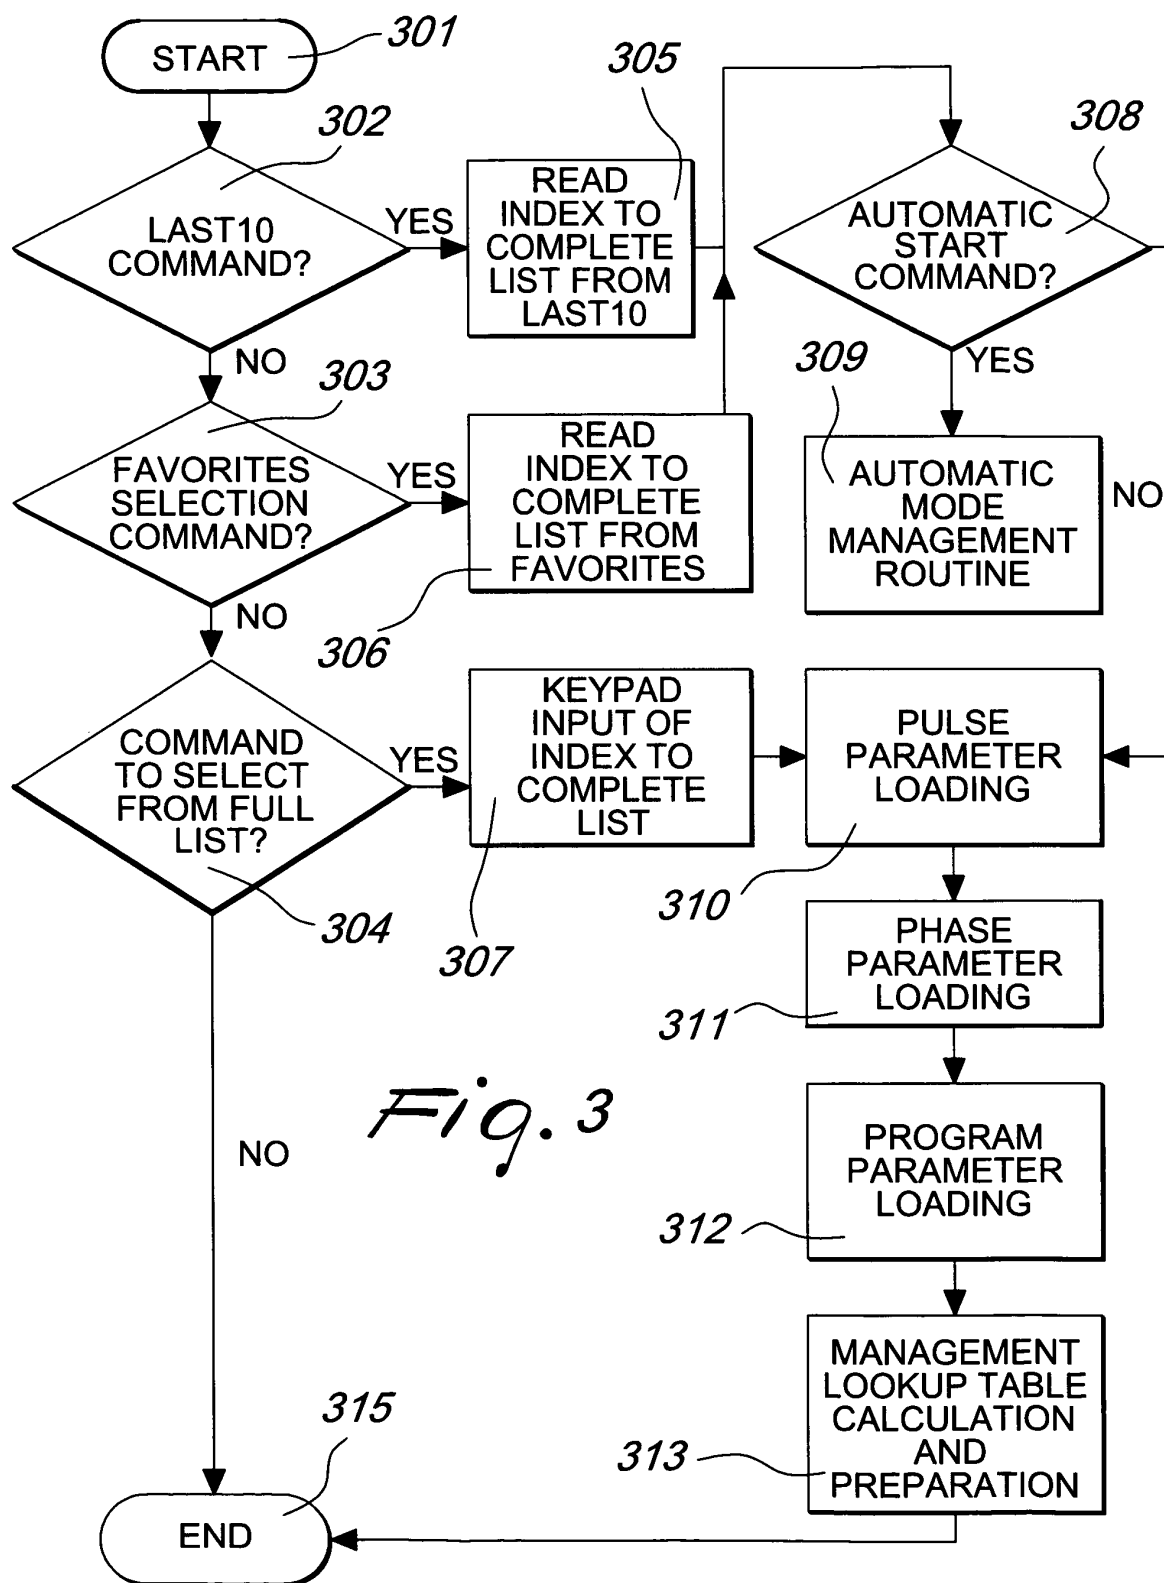 START
301
302
LAST10
COMMAND?
YES
305
READ
INDEX TO
COMPLETE
LIST FROM
LAST10
308
AUTOMATIC
START
COMMAND?
NO
303
FAVORITES
SELECTION
COMMAND?
YES
READ
INDEX TO
COMPLETE
LIST FROM
FAVORITES
306
YES
309
AUTOMATIC
MODE
MANAGEMENT
ROUTINE
NO
NO
COMMAND
TO SELECT
FROM FULL
LIST?
304
YES
KEYPAD
INPUT OF
INDEX TO
COMPLETE
LIST
307
PULSE
PARAMETER
LOADING
310
PHASE
PARAMETER
LOADING
311
Fig. 3
NO
PROGRAM
PARAMETER
LOADING
312
MANAGEMENT
LOOKUP TABLE
CALCULATION
AND
PREPARATION
313
315
END